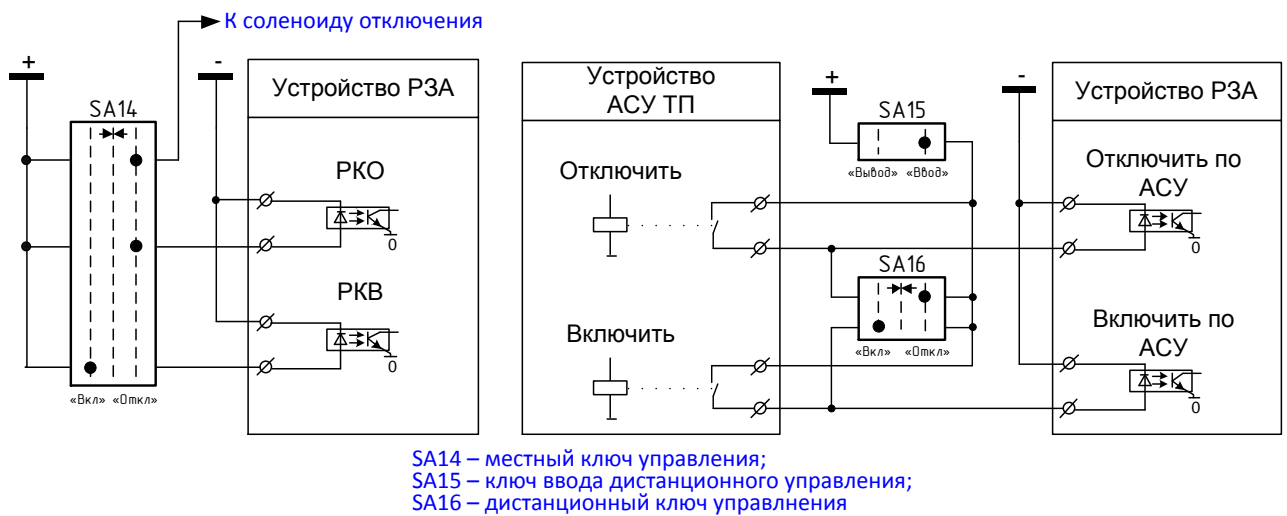 К соленоиду отключения
+
-
Устройство РЗА
SA14
РКО
0
РКВ
0
«Вкл» «Откл»
Устройство
АСУ ТП
Отключить
Включить
+
SA15
«Вывод» «Ввод»
SA16
«Вкл» «Откл»
-
Устройство РЗА
Отключить по
АСУ
0
Включить по
АСУ
0
SA14 – местный ключ управления;
SA15 – ключ ввода дистанционного управления;
SA16 – дистанционный ключ управлнения